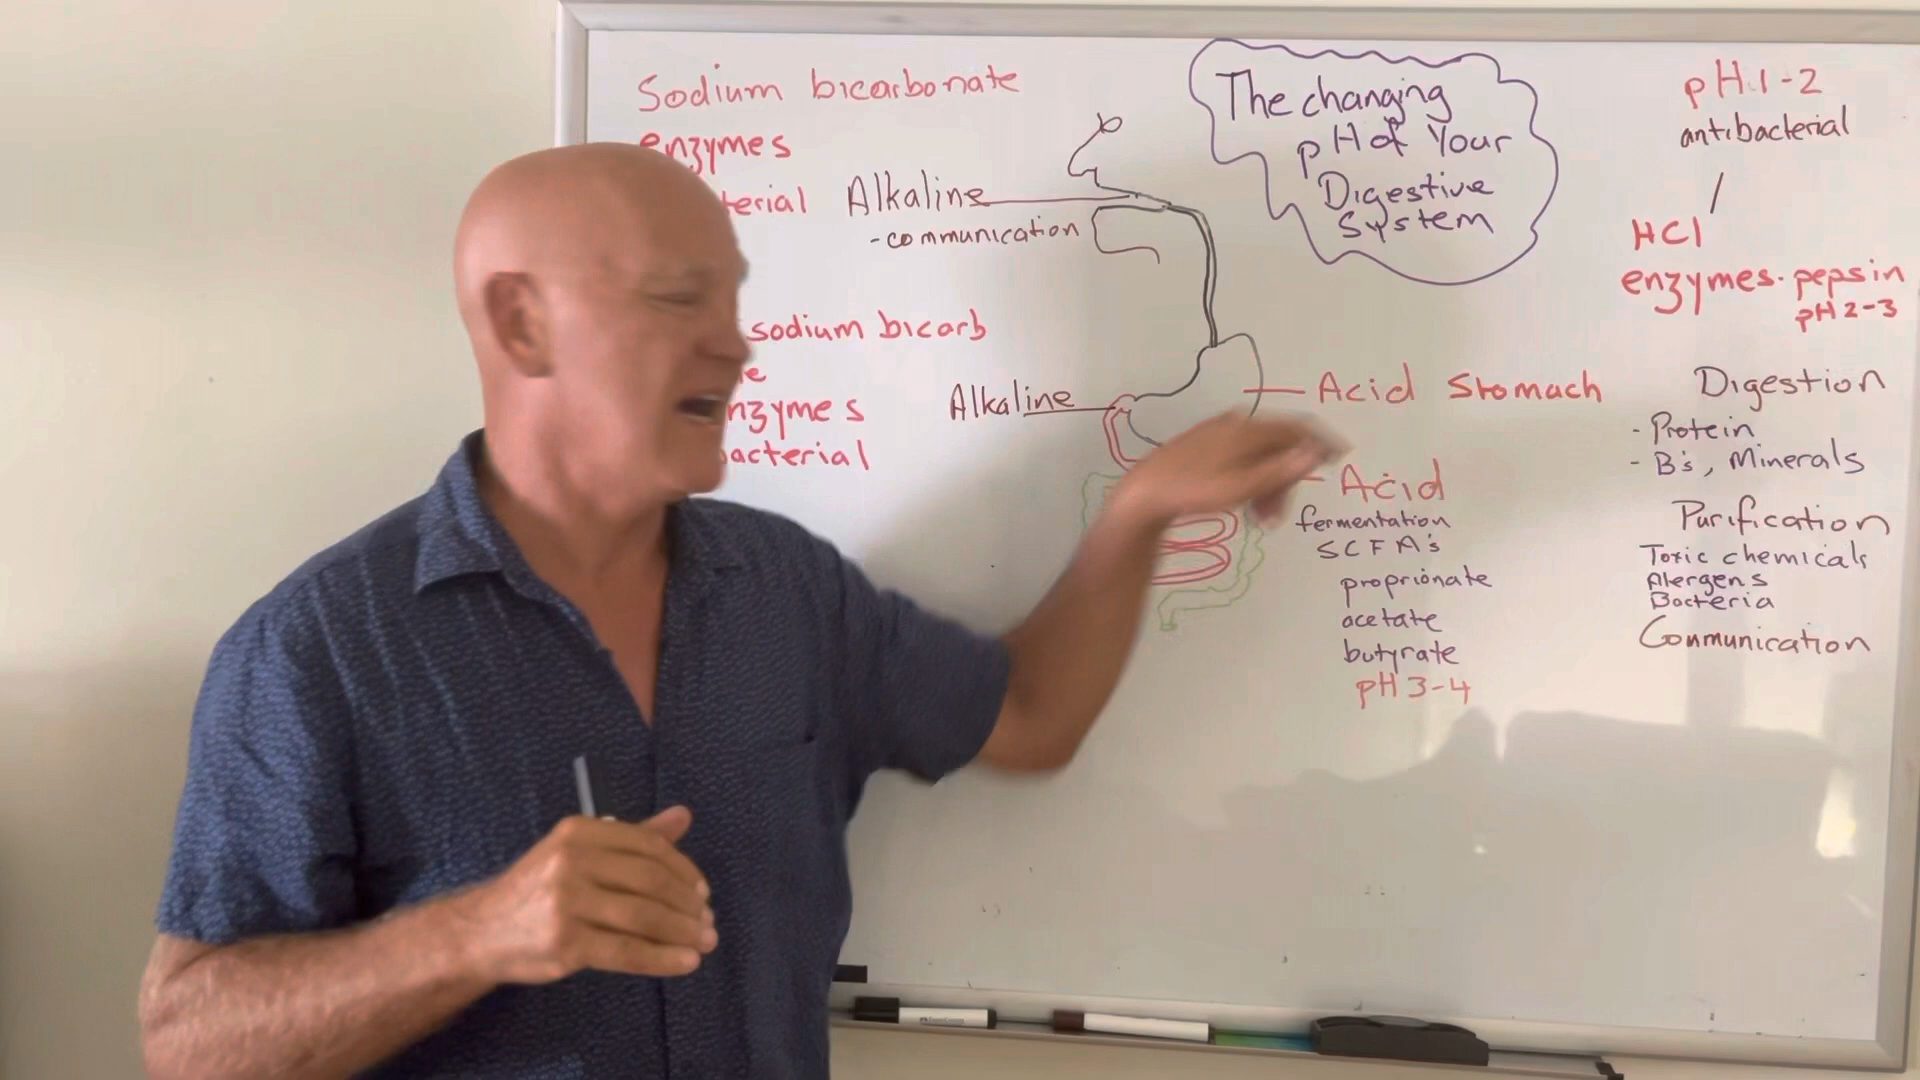 Sodium bicarbonate
enzymes
terial
Alkaline
-communication
sodium bicarb
e
nzymes
acterial
Alkaline
The changing
pH of Your
Digestive
System
pH.1-2
antibacterial
HCl
enzymes. pepsin
pH 2-3
Acid Stomach
Acid
fermentation
SCFA's
proprionate
acetate
butyrate
pH 3-4
Digestion
- Protein
- B's, Minerals
Purification
Toxic chemicals
Alergens
Bacteria
Communication